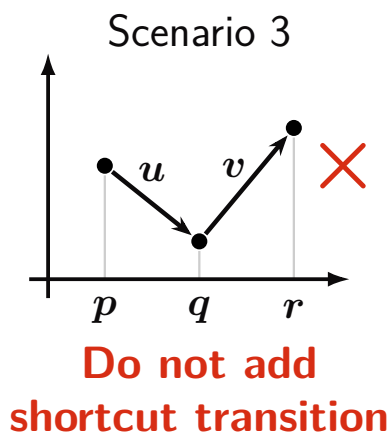 Scenario 3
u
v
p
q
r
Do not add
shortcut transition